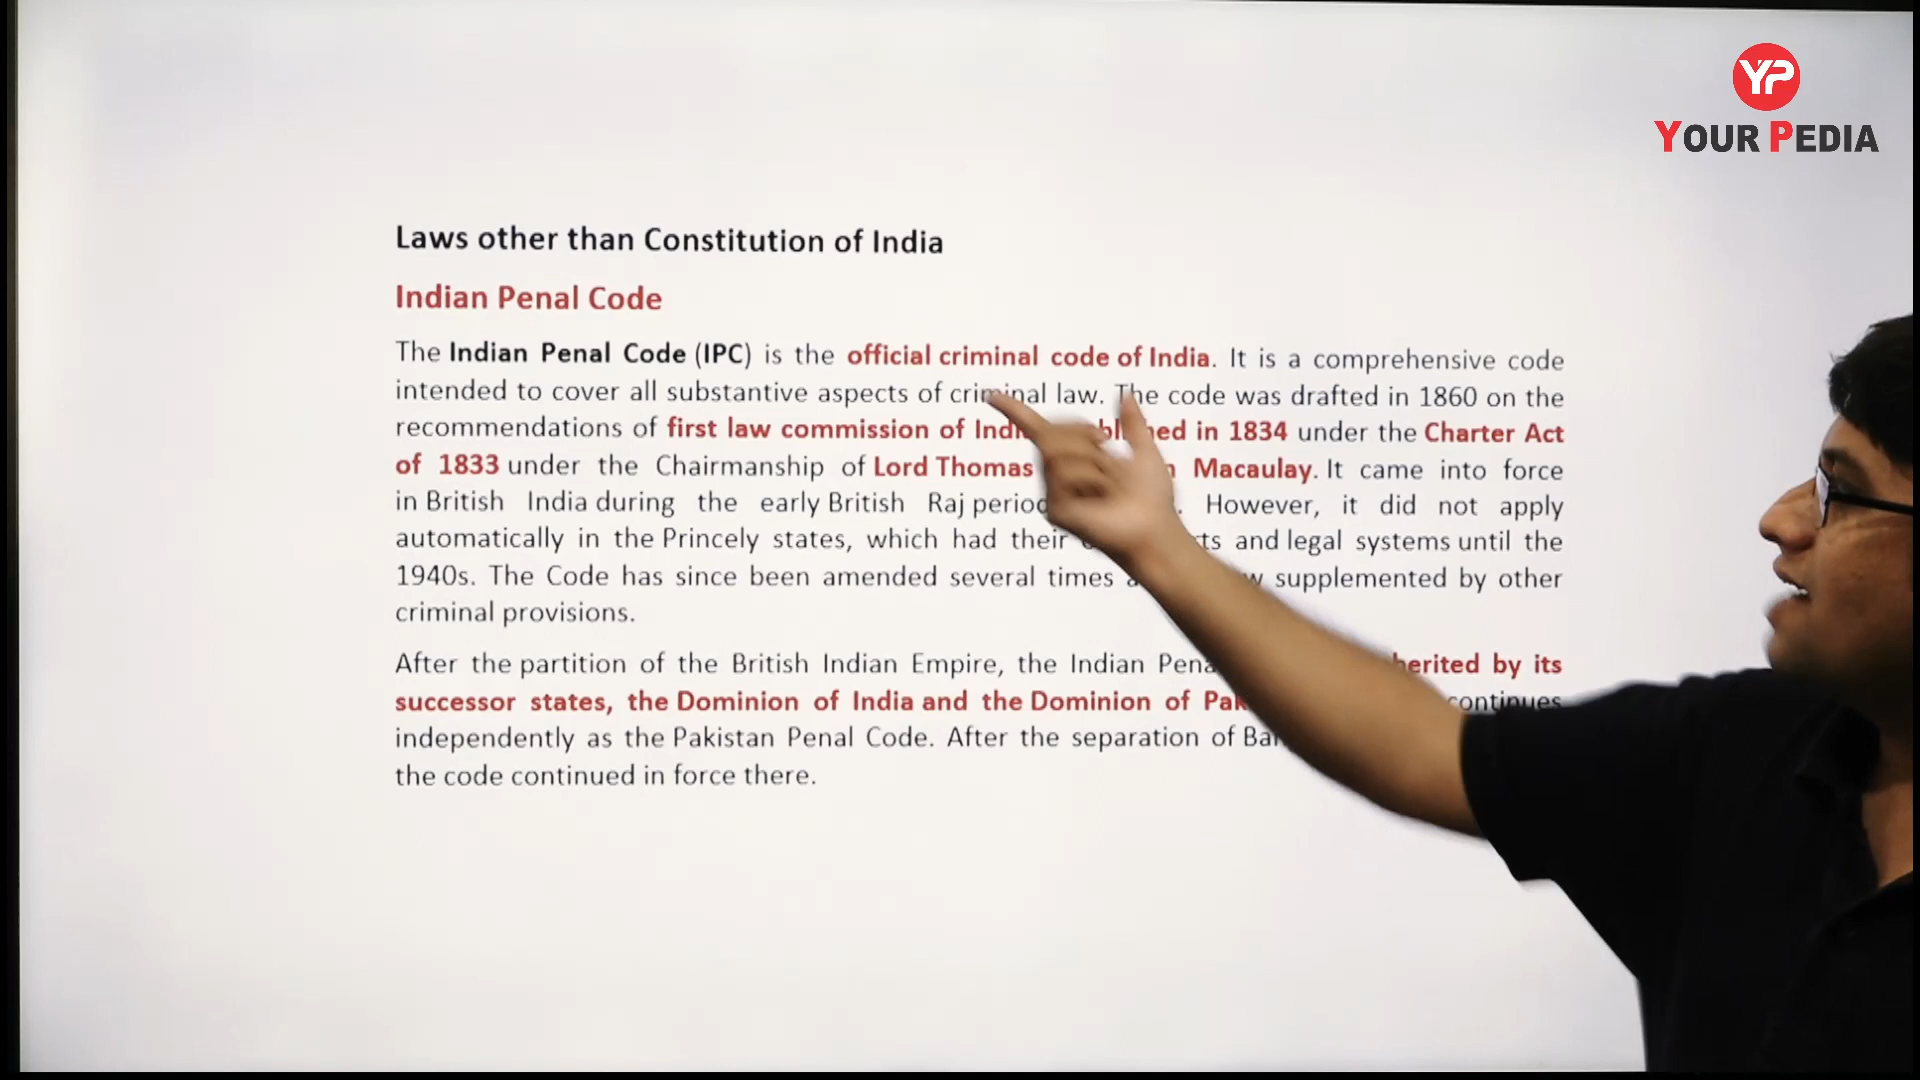 YP
YOUR PEDIA
Laws other than Constitution of India
Indian Penal Code
The Indian Penal Code (IPC) is the official criminal code of India. It is a comprehensive code
intended to cover all substantive aspects of criminal law. The code was drafted in 1860 on the
recommendations of first law commission of in 1834 under the Charter Act
of 1833 under the Chairmanship of Lord Thomas Macaulay. It came into force
in British India during the early British Raj However, it did not apply
automatically in the Princely states, which had their and legal systems until the
1940s. The Code has since been amended several times supplemented by other
criminal provisions.
After the partition of the British Indian Empire, the Indian by its
successor states, the Dominion of India and the Dominion of continues
independently as the Pakistan Penal Code. After the separation of
the code continued in force there.